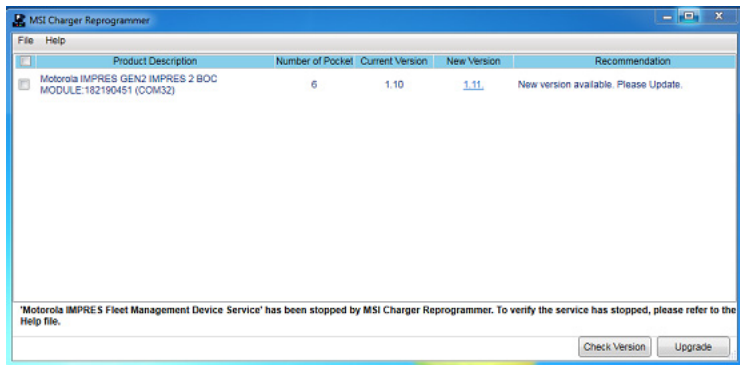 MSI Charger Reprogrammer
File Help
Product Description Number of Pocket Current Version New Version Recommendation
Motorola IMPRES GEN2 IMPRES 2 BOC
MODULE:182190451 (COM32) 6 1.10 1.11. New version available. Please Update.
'Motorola IMPRES Fleet Management Device Service' has been stopped by MSI Charger Reprogrammer. To verify the service has stopped, please refer to the
Help file.
Check Version Upgrade